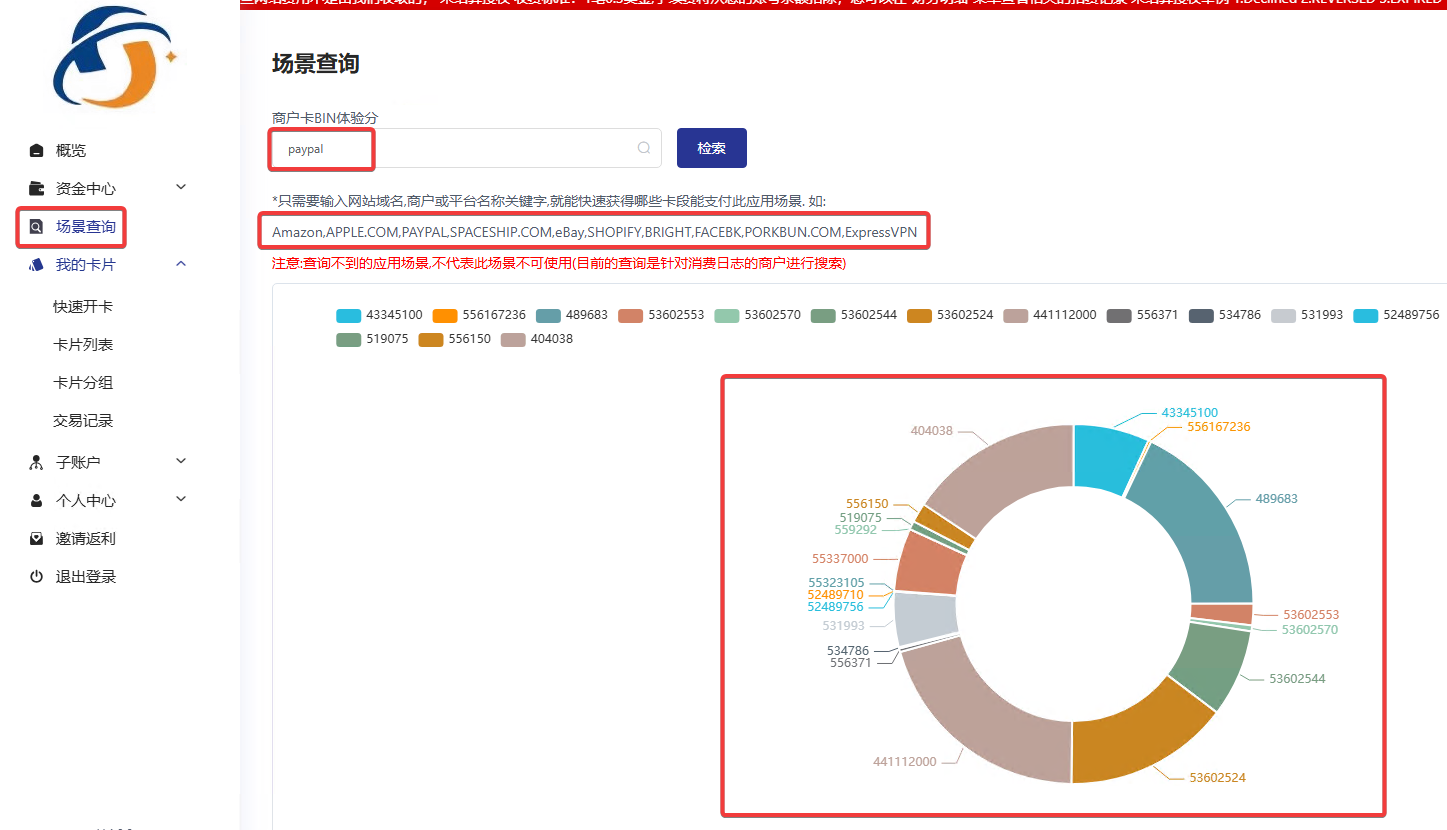 场景查询
商户卡BIN体验分
paypal
检索
*只需要输入网站域名,商户或平台名称关键字,就能快速获得哪些卡段能支付此应用场景. 如:
Amazon,APPLE.COM,PAYPAL,SPACESHIP.COM,eBay,SHOPIFY,BRIGHT,FACEBK,PORKBUN.COM,ExpressVPN
注意:查询不到的应用场景,不代表此场景不可使用(目前的查询是针对消费日志的商户进行搜索)
概览
资金中心
场景查询
我的卡片
快速开卡
卡片列表
卡片分组
交易记录
子账户
个人中心
邀请返利
退出登录
43345100 556167236 489683 53602553 53602570 53602544 53602524 441112000 556371 534786 531993 52489756
519075 556150 404038
43345100
556167236
404038
489683
556150
519075
559292
55337000
55323105
52489710
52489756
53602553
531993
53602570
534786
556371
53602544
441112000
53602524